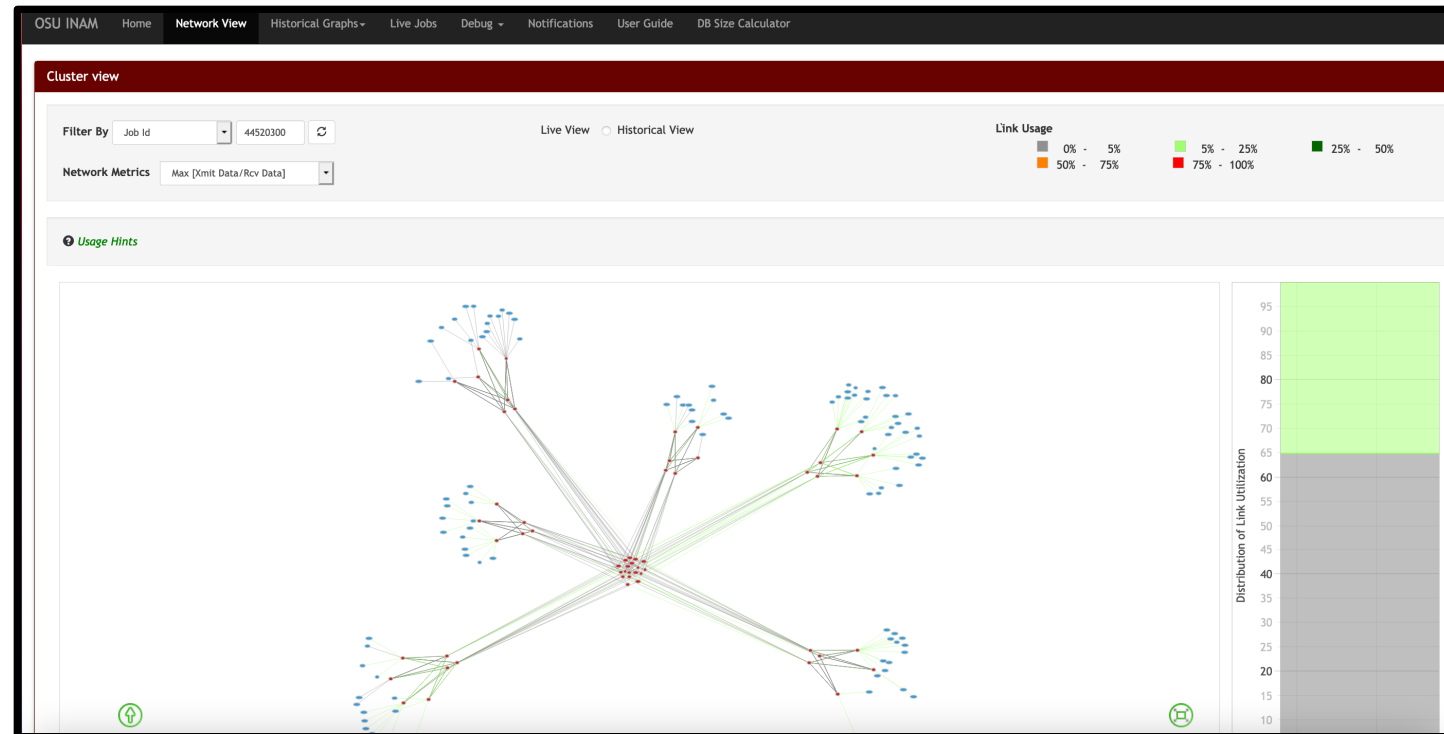 OSU INAM Home Network View Historical Graphs Live Jobs Debug Notifications User Guide DB Size Calculator
Cluster view
Filter By Job Id 44520300 Live View Historical View
Network Metrics Max [Xmit Data/Rcv Data]
Link Usage
0% - 5% 5% - 25% 25% - 50%
50% - 75% 75% - 100%
Usage Hints
Distribution of Link Utilization
95
90
85
80
75
70
65
60
55
50
45
40
35
30
25
20
15
10